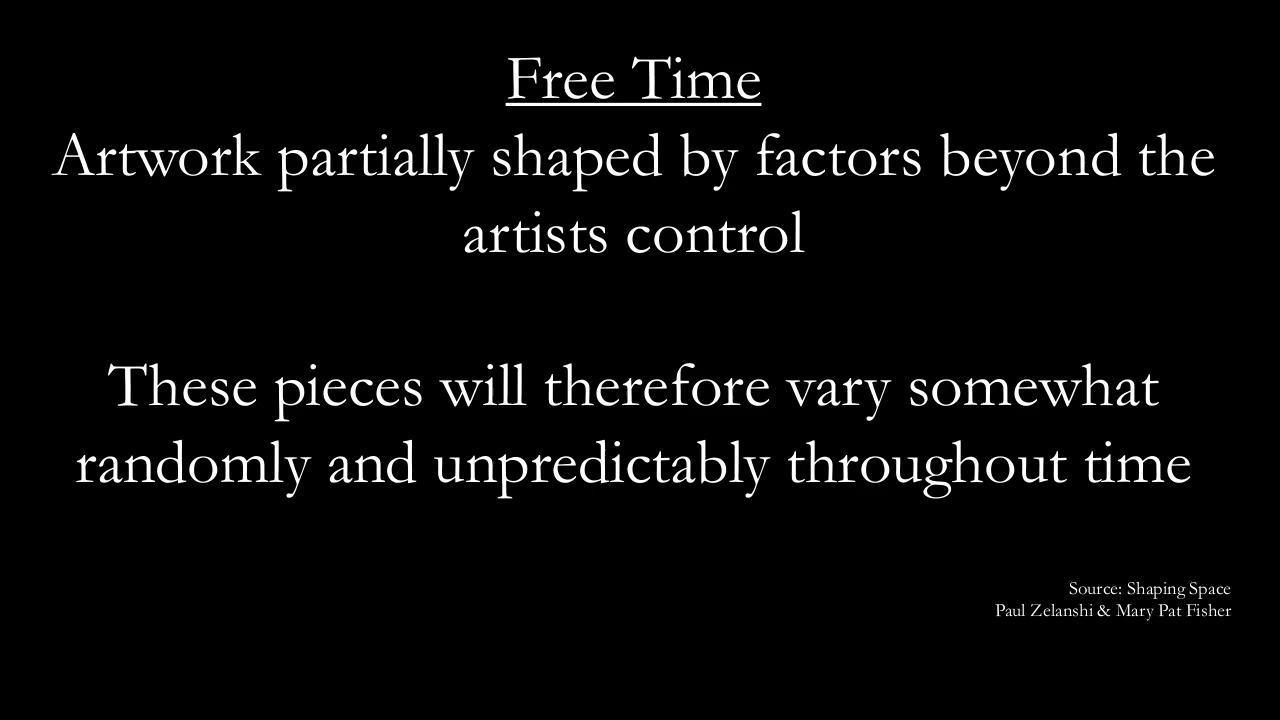 Free Time
Artwork partially shaped by factors beyond the
artists control
These pieces will therefore vary somewhat
randomly and unpredictably throughout time
Source: Shaping Space
Paul Zelanshi & Mary Pat Fisher